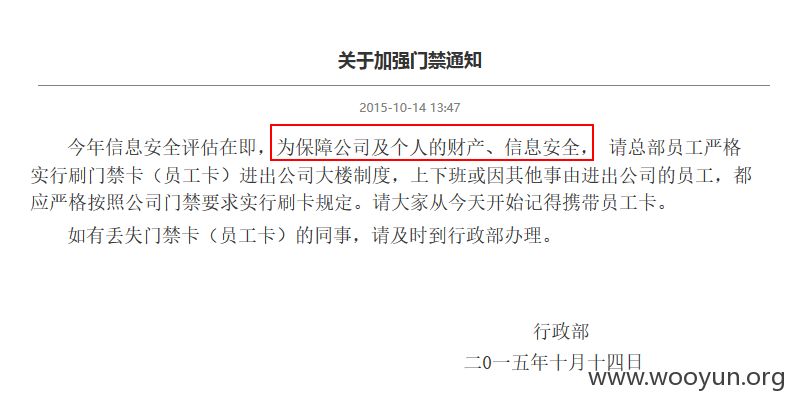 关于加强门禁通知
2015-10-14 13:47
今年信息安全评估在即，为保障公司及个人的财产、信息安全， 请总部员工严格
实行刷门禁卡（员工卡）进出公司大楼制度，上下班或因其他事由进出公司的员工，都
应严格按照公司门禁要求实行刷卡规定。请大家从今天开始记得携带员工卡。
如有丢失门禁卡（员工卡）的同事，请及时到行政部办理。
行政部
二0一五年十月十四日
www.wooyun.org